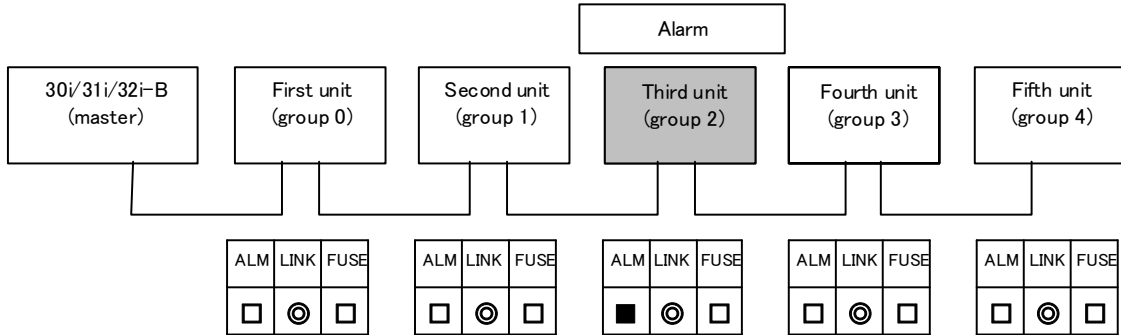 Alarm
30i/31i/32i-B
(master)
First unit
(group 0)
Second unit
(group 1)
Third unit
(group 2)
Fourth unit
(group 3)
Fifth unit
(group 4)
ALM LINK FUSE
ALM LINK FUSE
ALM LINK FUSE
ALM LINK FUSE
ALM LINK FUSE